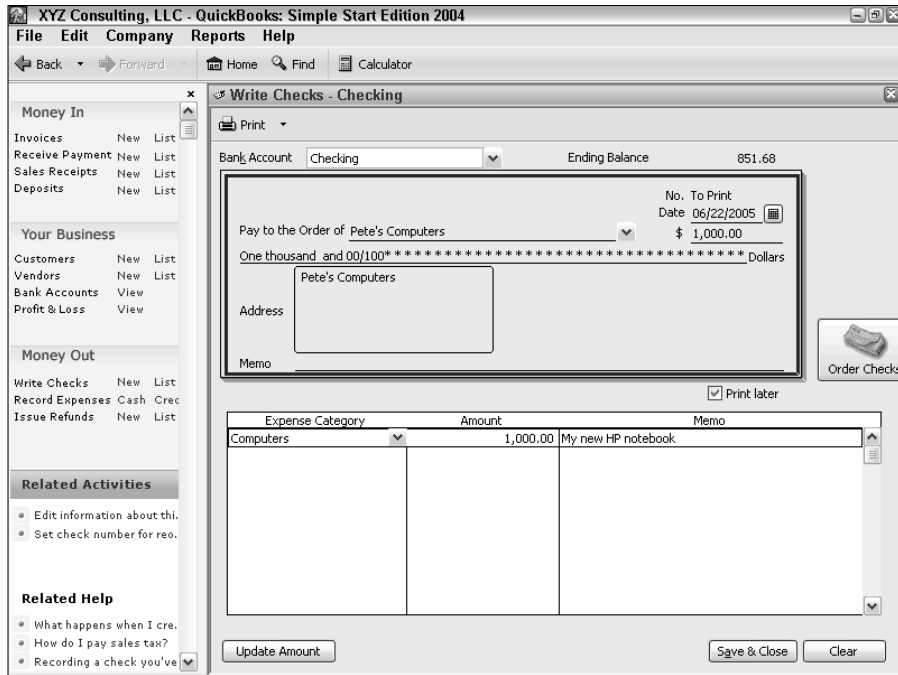 XYZ Consulting, LLC - QuickBooks: Simple Start Edition 2004
File Edit Company Reports Help
Back Forward Home Find Calculator
Money In
Invoices New List
Receive Payment New List
Sales Receipts New List
Deposits New List
Your Business
Customers New List
Vendors New List
Bank Accounts View
Profit & Loss View
Money Out
Write Checks New List
Record Expenses Cash Crec
Issue Refunds New List
Related Activities
Edit information about thi.
Set check number for reo.
Related Help
What happens when I cre.
How do I pay sales tax?
Recording a check you've
Write Checks - Checking
Print
Bank Account Checking Ending Balance 851.68
No. To Print
Date 06/22/2005
Pay to the Order of Pete's Computers $ 1,000.00
One thousand and 00/100* * * * * * * * * * * * * * * * * * * * * * * * * * * * * * * * * * * * * * Dollars
Pete's Computers
Address
Memo
Order Checks
Print later
Expense Category Amount Memo
Computers 1,000.00 My new HP notebook
Update Amount Save & Close Clear